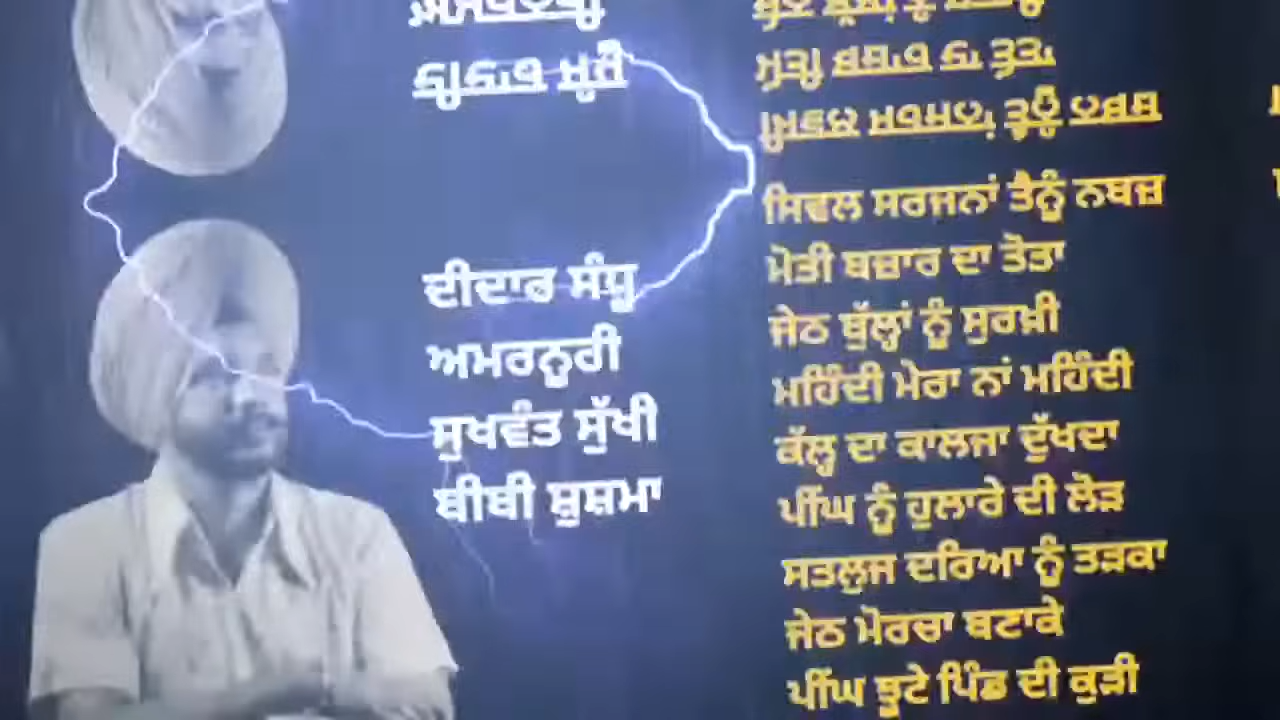 ਦੀਦਾਰ ਸੰਧੂ
ਅਮਰਨੂਰੀ
ਸੁਖਵੰਤ ਸੁੱਖੀ
ਬੀਬੀ ਸੁਸ਼ਮਾ
ਸਿਵਲ ਸਰਜਨਾਂ ਤੈਨੂੰ ਨਬਜ਼
ਮੋਤੀ ਬਜ਼ਾਰ ਦਾ ਤੋਤਾ
ਜੇਠ ਬੁੱਲ੍ਹਾਂ ਨੂੰ ਸੁਰਖ਼ੀ
ਮਹਿੰਦੀ ਮੇਰਾ ਨਾਂ ਮਹਿੰਦੀ
ਕੱਲ੍ਹ ਦਾ ਕਾਲਜਾ ਦੁੱਖਦਾ
ਪੀਂਘ ਨੂੰ ਹੁਲਾਰੇ ਦੀ ਲੋੜ
ਸਤਲੁਜ ਦਰਿਆ ਨੂੰ ਤੜਕਾ
ਜੇਠ ਮੋਰਚਾ ਬਣਾਕੇ
ਪੀਂਘ ਝੂਟੇ ਪਿੰਡ ਦੀ ਕੁੜੀ